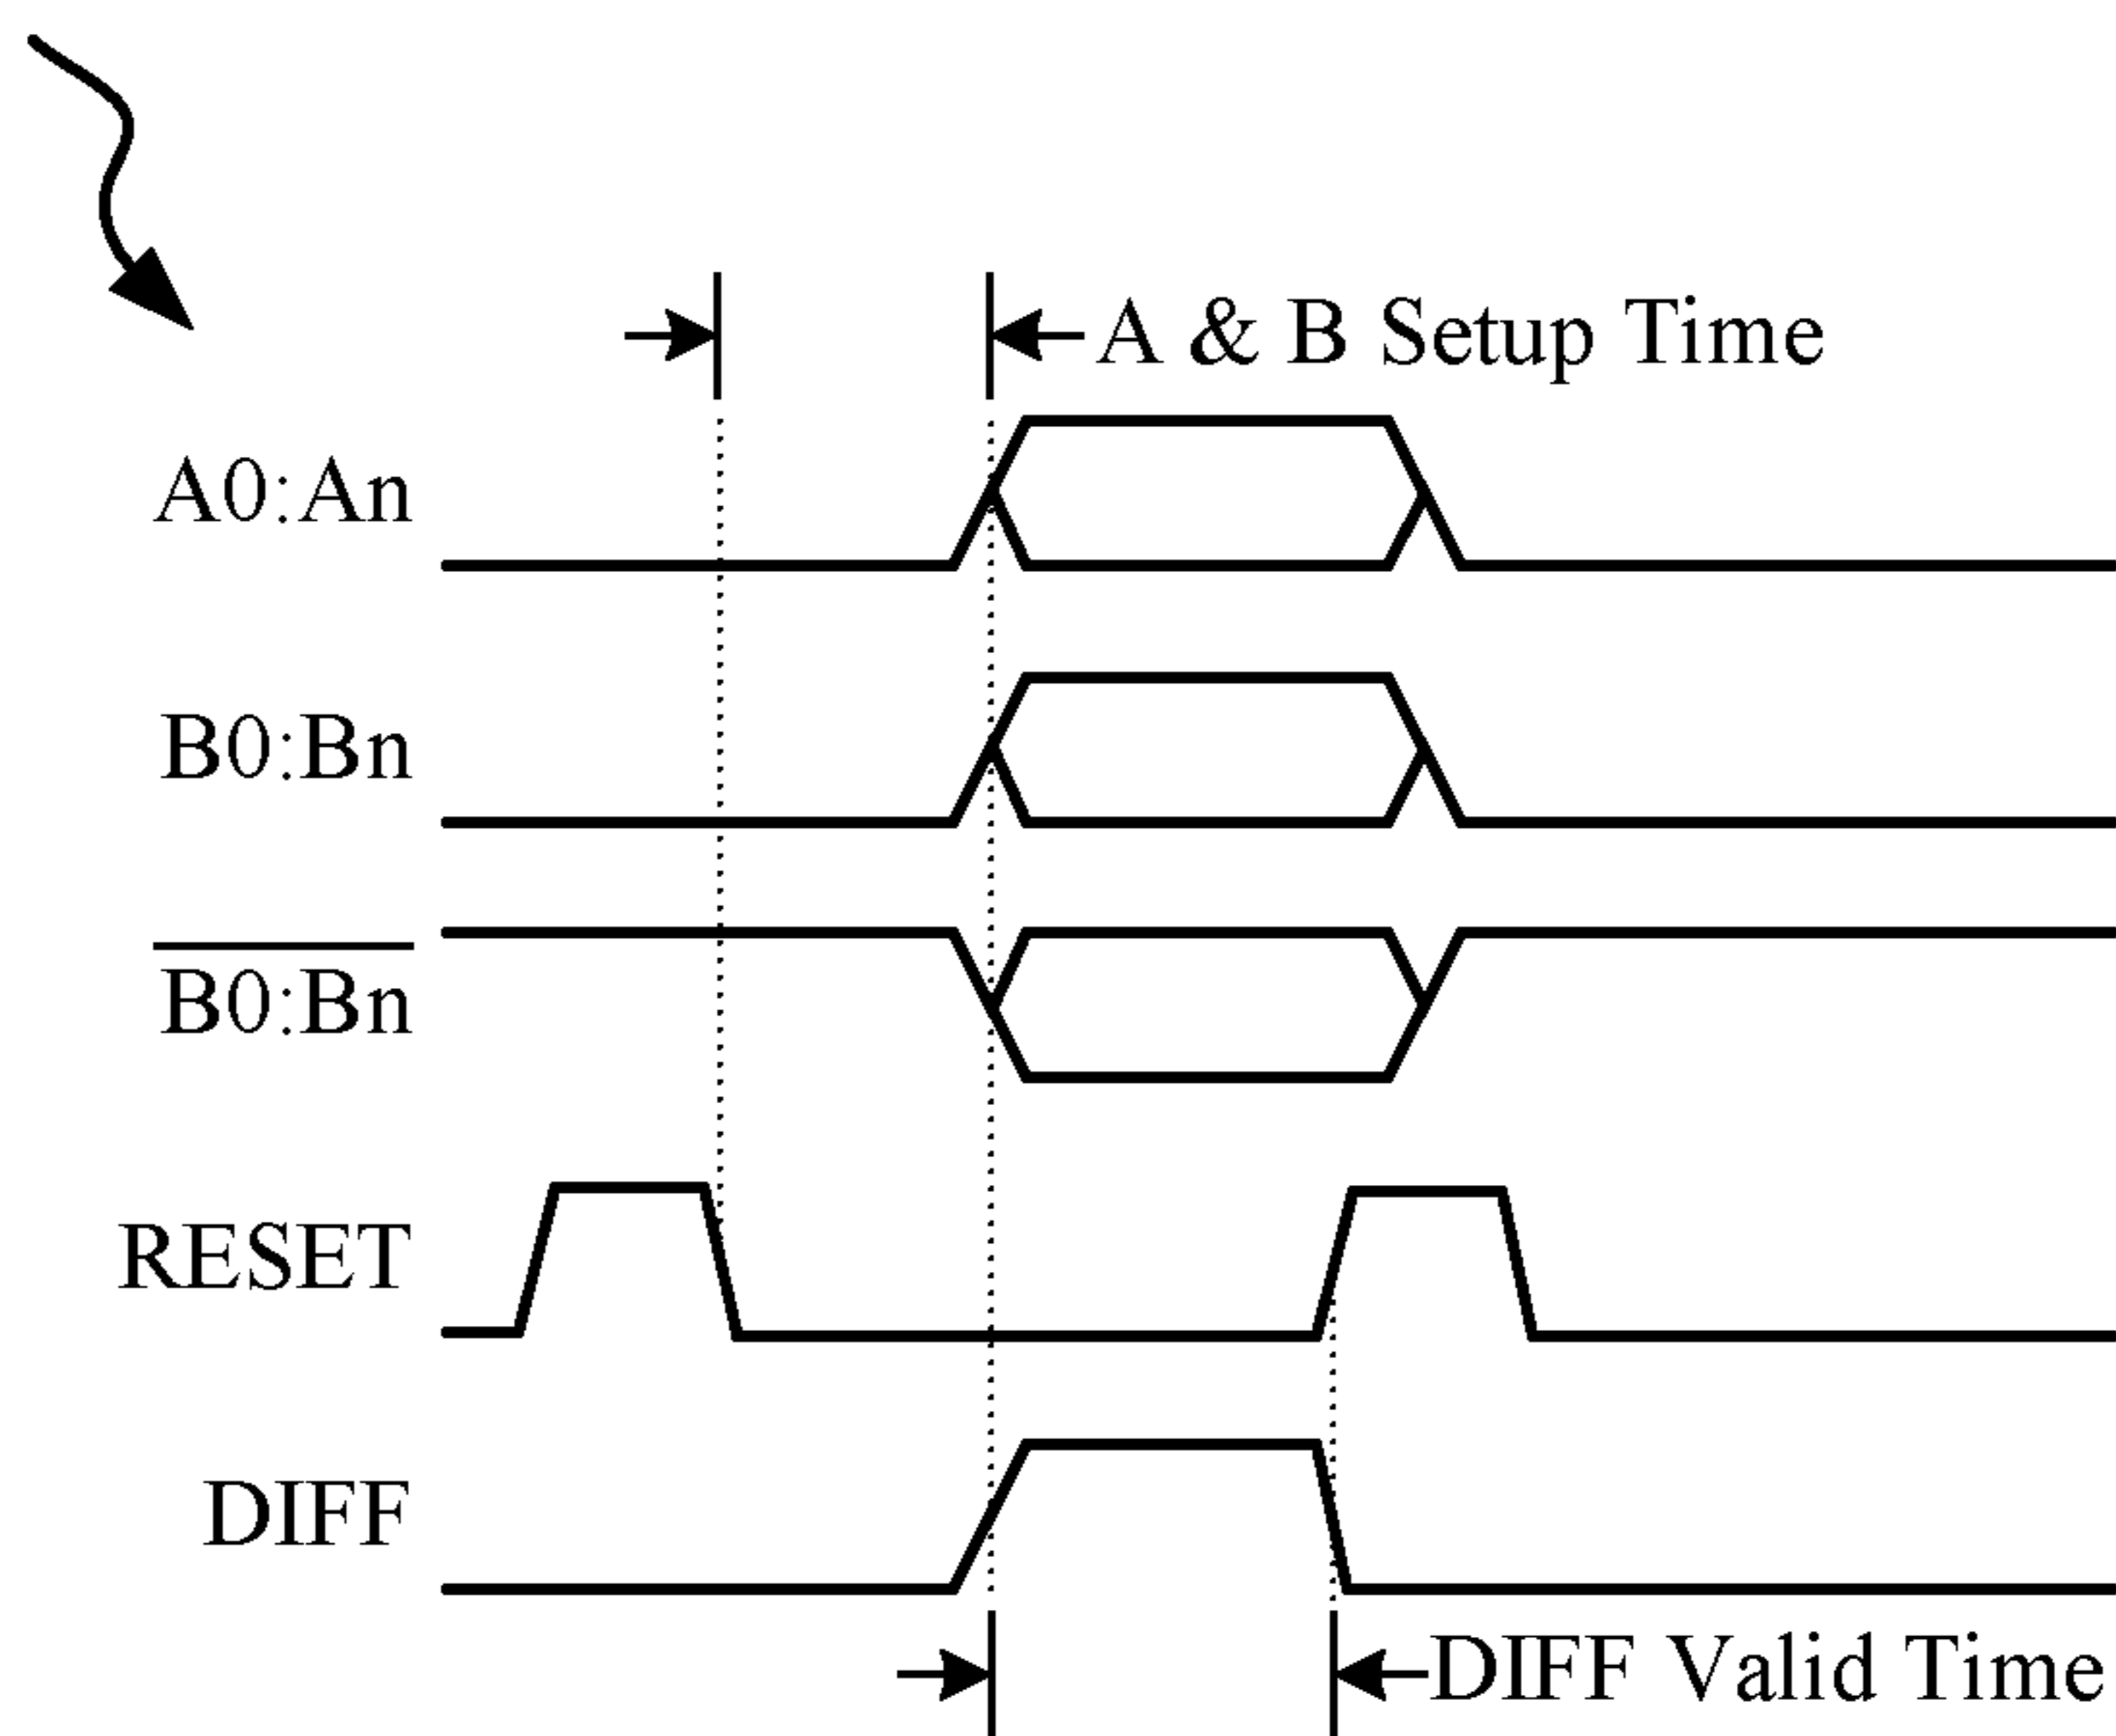 A & B Setup Time
A0:An
B0:Bn
B0:Bn
RESET
DIFF
DIFF Valid Time